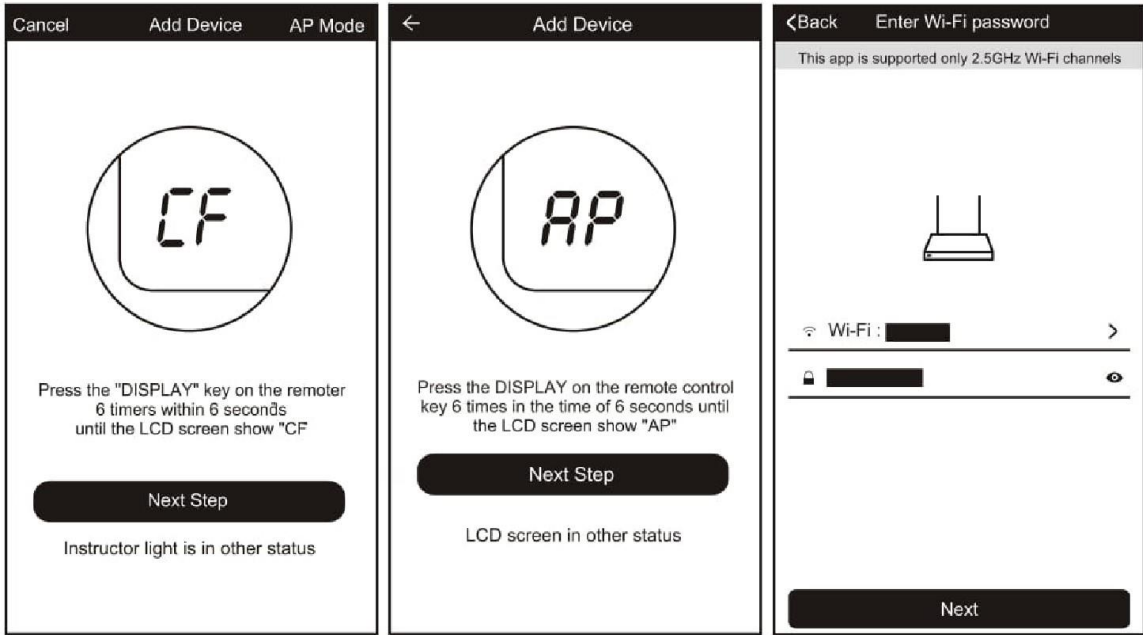 Cancel Add Device AP Mode
CF
Press the "DISPLAY" key on the remoter
6 timers within 6 seconds
until the LCD screen show "CF
Next Step
Instructor light is in other status
Add Device
AP
Press the DISPLAY on the remote control
key 6 times in the time of 6 seconds until
the LCD screen show "AP"
Next Step
LCD screen in other status
Back Enter Wi-Fi password
This app is supported only 2.5GHz Wi-Fi channels
Wi-Fi :
Next